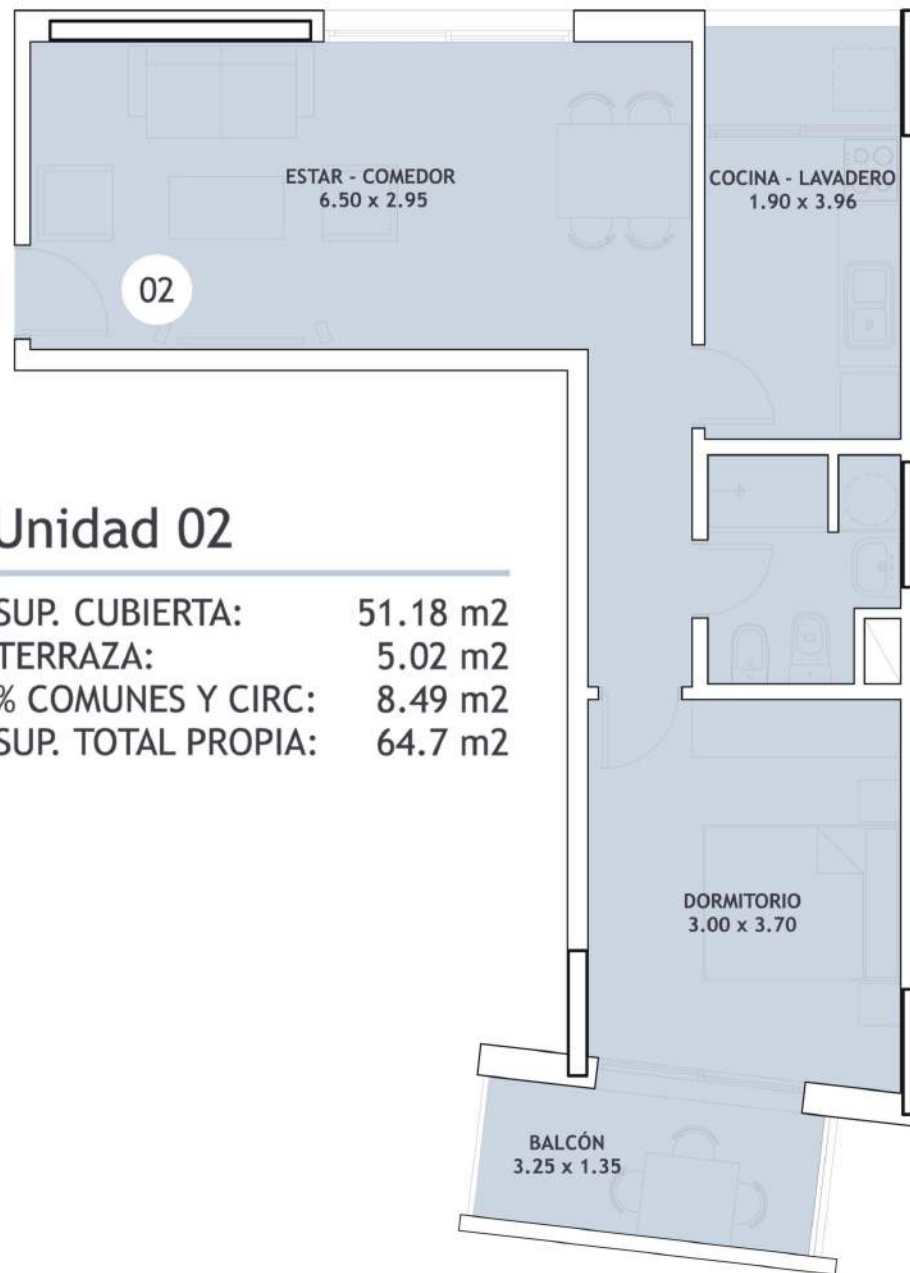 ESTAR - COMEDOR
6.50 x 2.95
COCINA - LAVADERO
1.90 x 3.96
02
Unidad 02
SUP. CUBIERTA: 51.18 m2
TERRAZA: 5.02 m2
% COMUNES Y CIRC: 8.49 m2
SUP. TOTAL PROPIA: 64.7 m2
DORMITORIO
3.00 x 3.70
BALCÓN
3.25 x 1.35